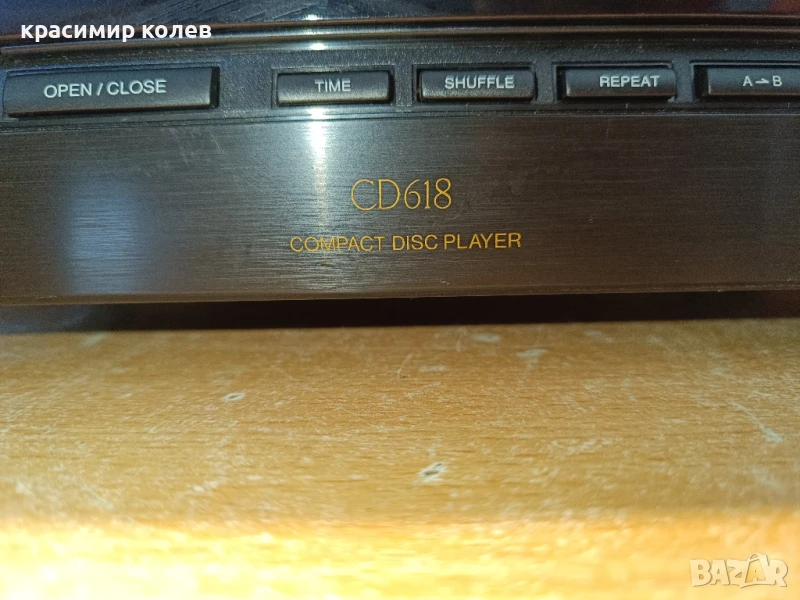 красимир колев
OPEN / CLOSE TIME SHUFFLE REPEAT A→B
CD618
COMPACT DISC PLAYER
BAZAR